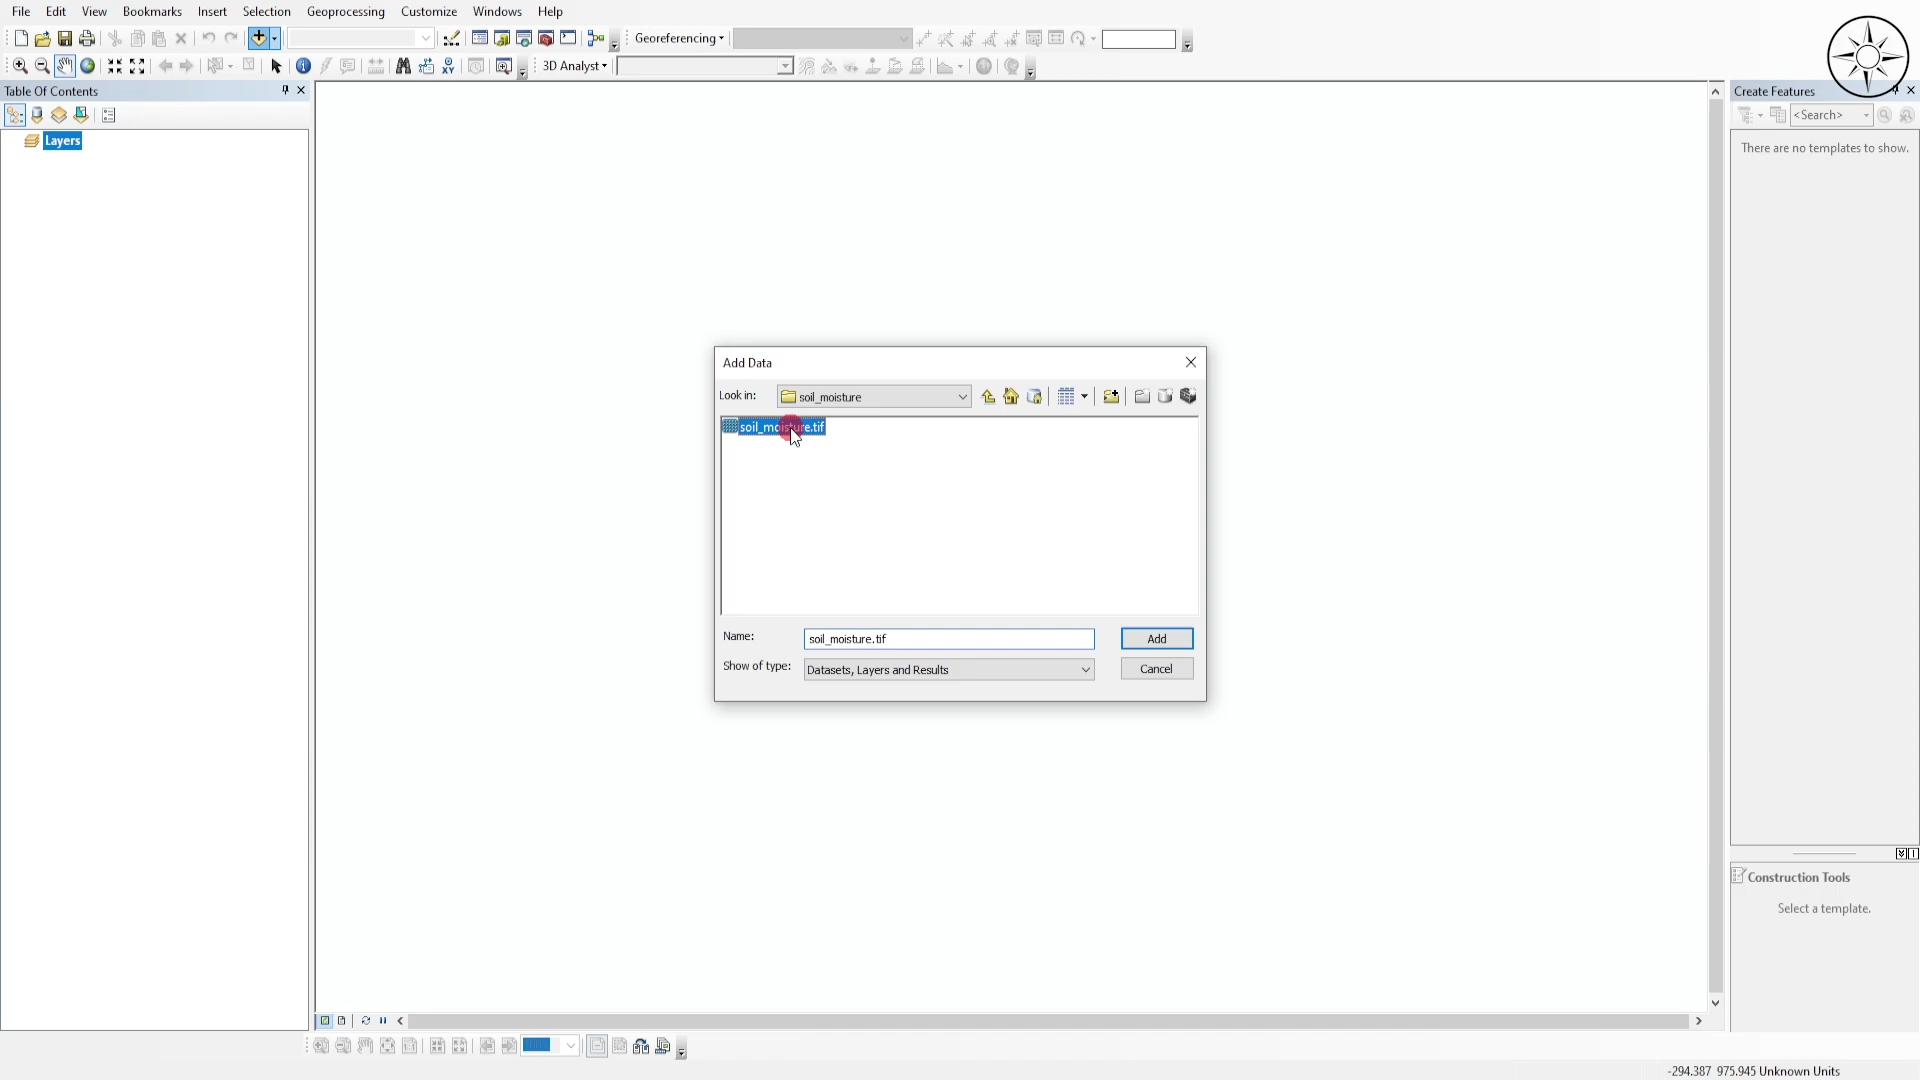 File Edit View Bookmarks Insert Selection Geoprocessing Customize Windows Help
Georeferencing
3D Analyst
Table Of Contents
Create Features
<Search>
Layers
There are no templates to show.
Add Data
Look in: soil_moisture
soil_moisture.tif
Name: soil_moisture.tif Add
Show of type: Datasets, Layers and Results Cancel
Construction Tools
Select a template.
-294.387 975.945 Unknown Units